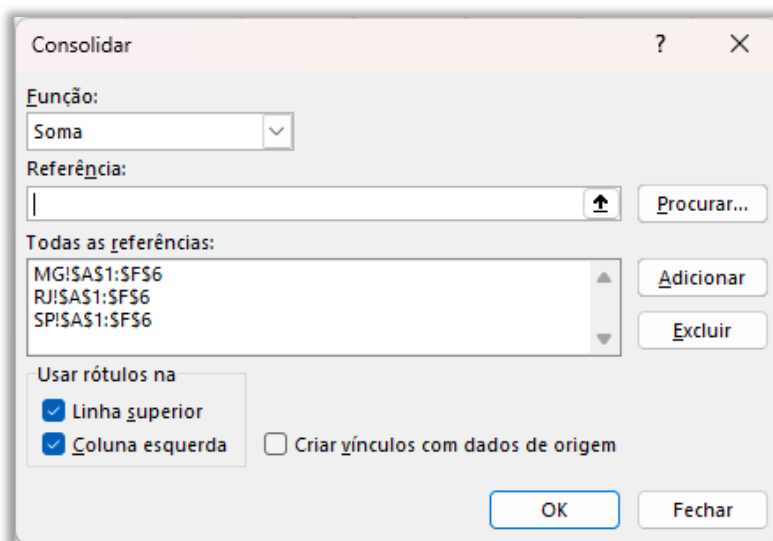 Consolidar ?
Função:
Soma
Referência:
Procurar...
Todas as referências:
MG!$A$1:$F$6
RJ!$A$1:$F$6
SP!$A$1:$F$6
Adicionar
Excluir
Usar rótulos na
Linha superior
Coluna esquerda
Criar vínculos com dados de origem
OK
Fechar